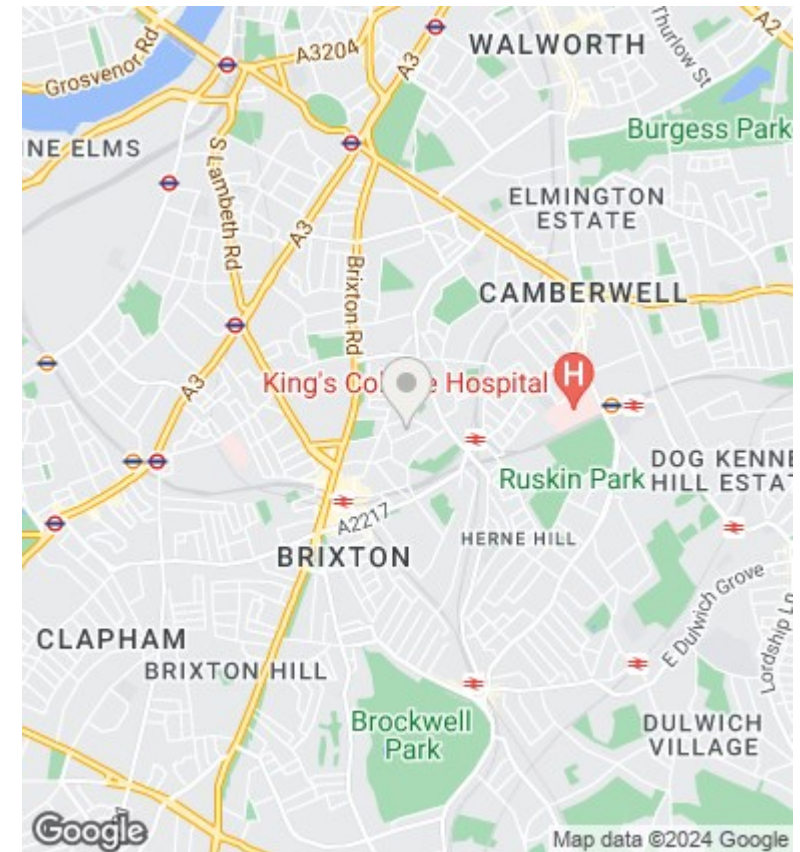 Grosvenor Rd
A3204
A3
WALWORTH
Thurlow St
A2
NE ELMS
S Lambeth Rd
Burgess Park
ELMINGTON
ESTATE
A3
Brixton Rd
CAMBERWELL
A3
King's Co e Hospital
H
Ruskin Park
DOG KENNE
HILL ESTAT
A2217
HERNE HILL
BRIXTON
E Dulwich Grove
Lordship Ln
CLAPHAM
BRIXTON HILL
Brockwell
Park
DULWICH
VILLAGE
Google
Map data ©2024 Google